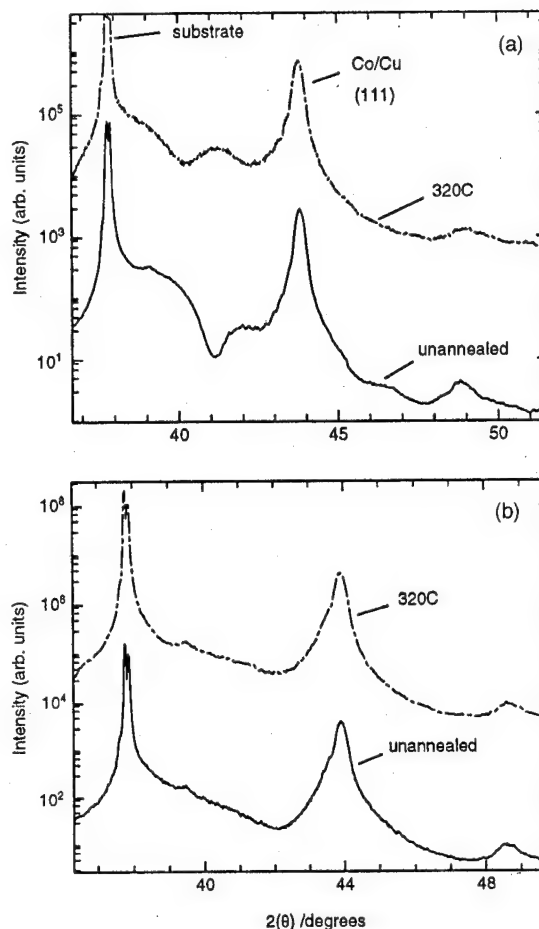 (a)
substrate
Co/Cu
(111)
320C
unannealed
Intensity (arb. units)
10^5
10^3
10^1
40
45
50
(b)
320C
unannealed
Intensity (arb. units)
10^8
10^6
10^4
10^2
40
44
48
2(θ) /degrees